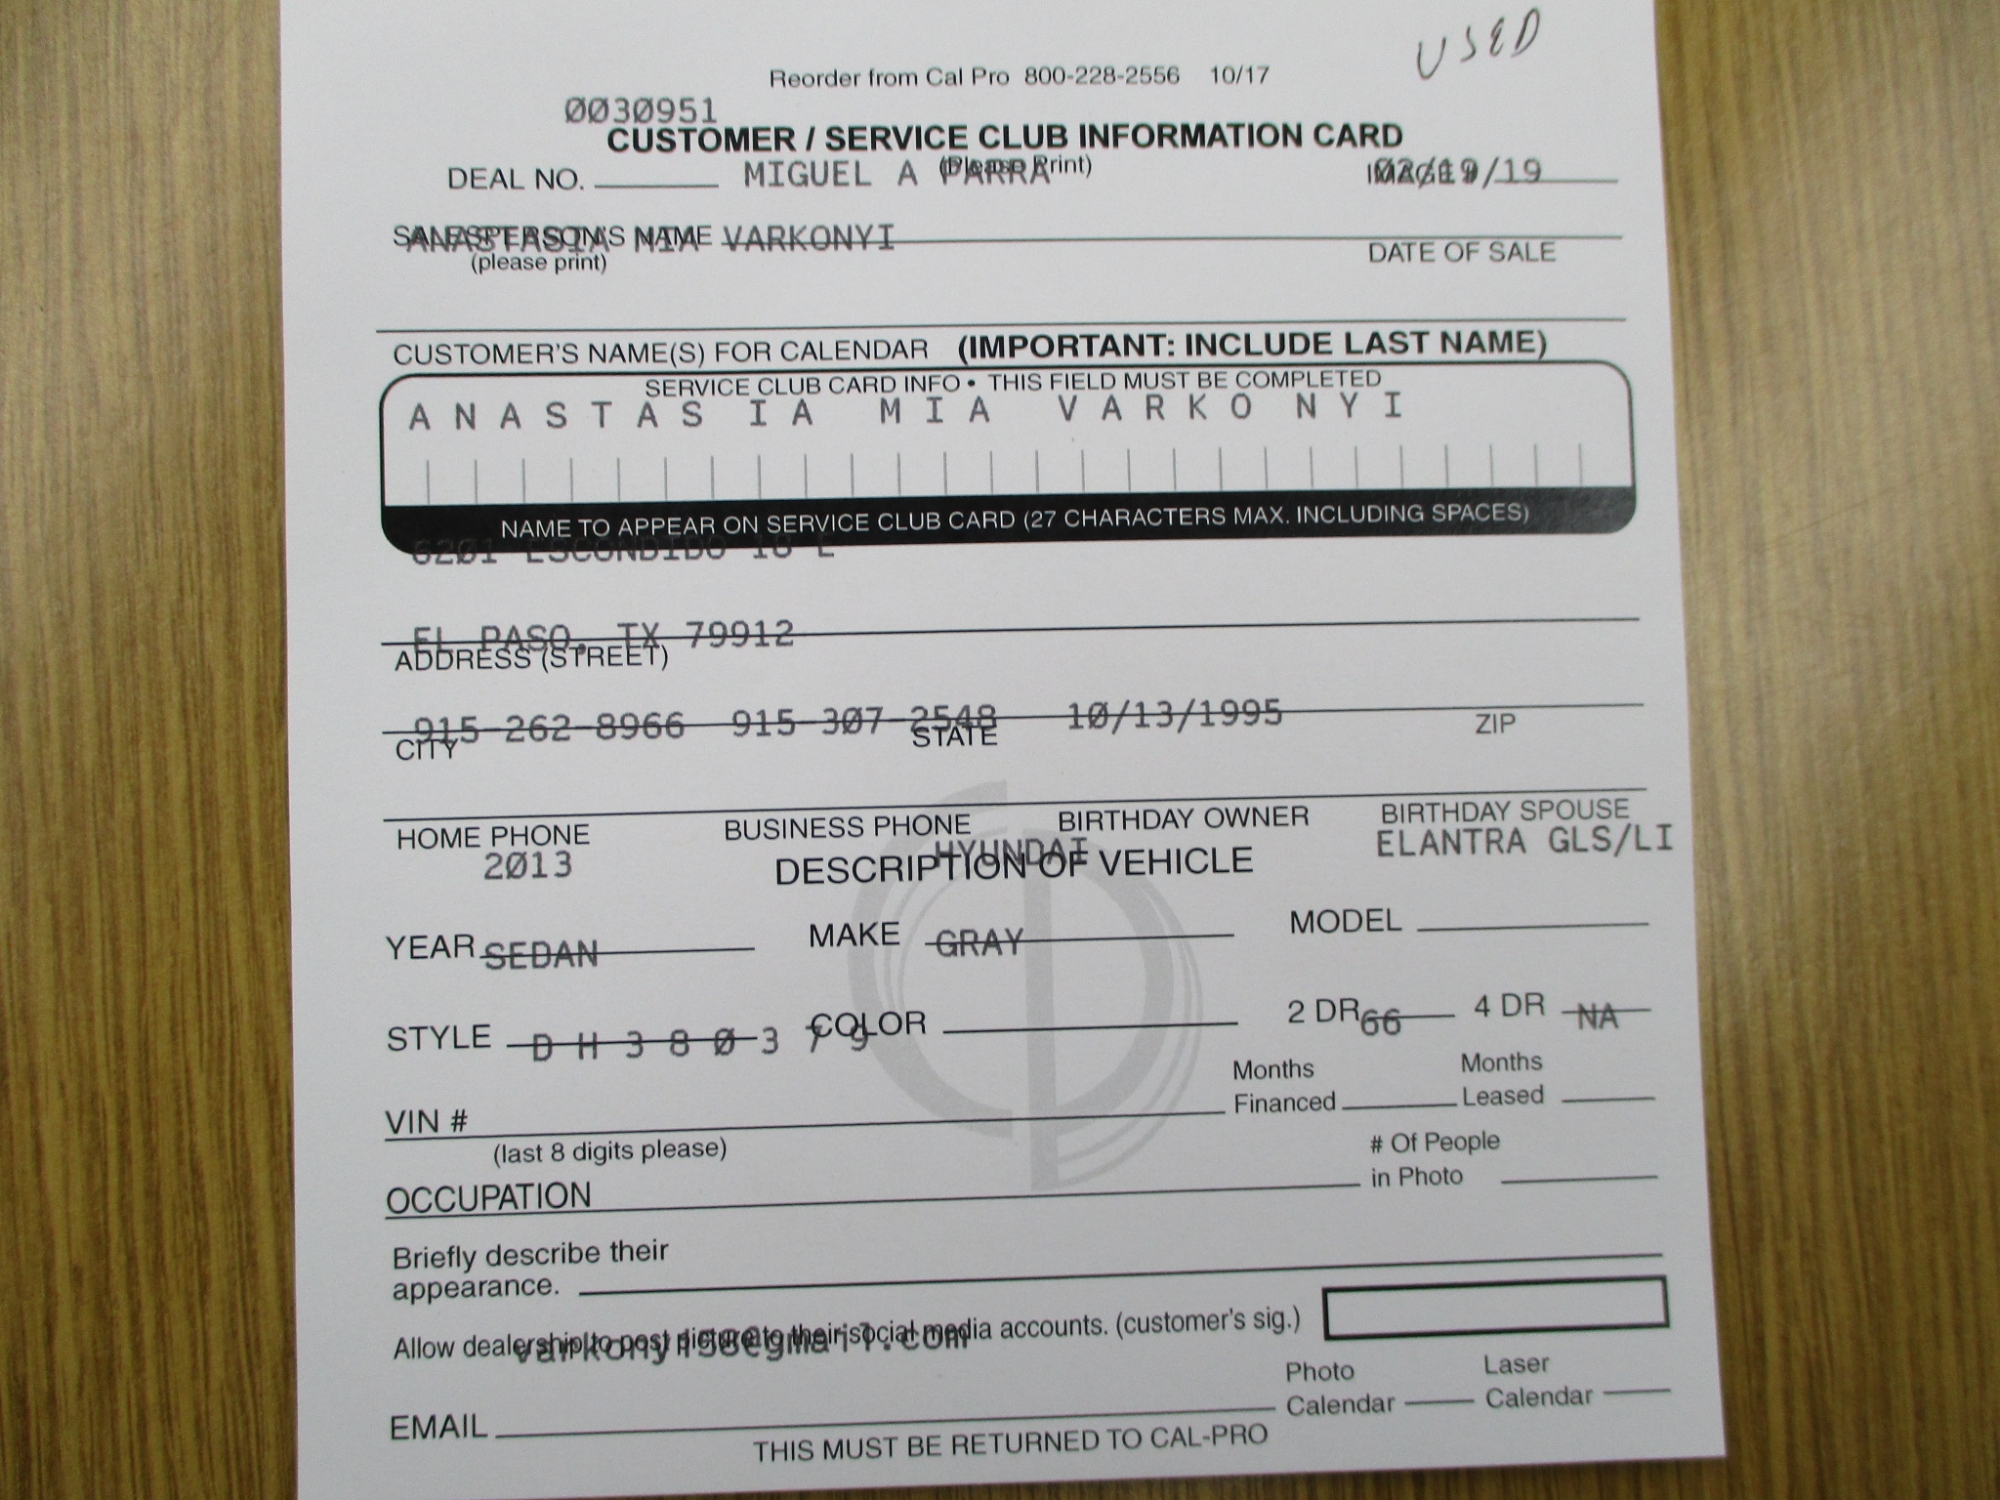 USED
Reorder from Cal Pro 800-228-2556 10/17
0030951
CUSTOMER / SERVICE CLUB INFORMATION CARD
(Please Print)
DEAL NO. MIGUEL A PARRA /19
SALESPERSON'S NAME ANASTASIA MIA VARKONYI
(please print) DATE OF SALE
CUSTOMER'S NAME(S) FOR CALENDAR (IMPORTANT: INCLUDE LAST NAME)
SERVICE CLUB CARD INFO • THIS FIELD MUST BE COMPLETED
ANASTASIA MIA VARKONYI
NAME TO APPEAR ON SERVICE CLUB CARD (27 CHARACTERS MAX. INCLUDING SPACES)
6201 ESCONDIDO 18 E
EL PASO, TX 79912
ADDRESS (STREET)
915-262-8966 915-307-2548 10/13/1995
CITY STATE ZIP
HOME PHONE BUSINESS PHONE BIRTHDAY OWNER BIRTHDAY SPOUSE
2013 HYUNDAI ELANTRA GLS/LI
DESCRIPTION OF VEHICLE
YEAR MAKE MODEL
SEDAN GRAY
STYLE COLOR 2 DR 4 DR
DH380379 66 NA
VIN # Months Financed Months Leased
(last 8 digits please)
OCCUPATION # Of People in Photo
Briefly describe their
appearance.
Allow dealership to post picture to their social media accounts. (customer's sig.)
EMAIL Photo Calendar Laser Calendar
THIS MUST BE RETURNED TO CAL-PRO